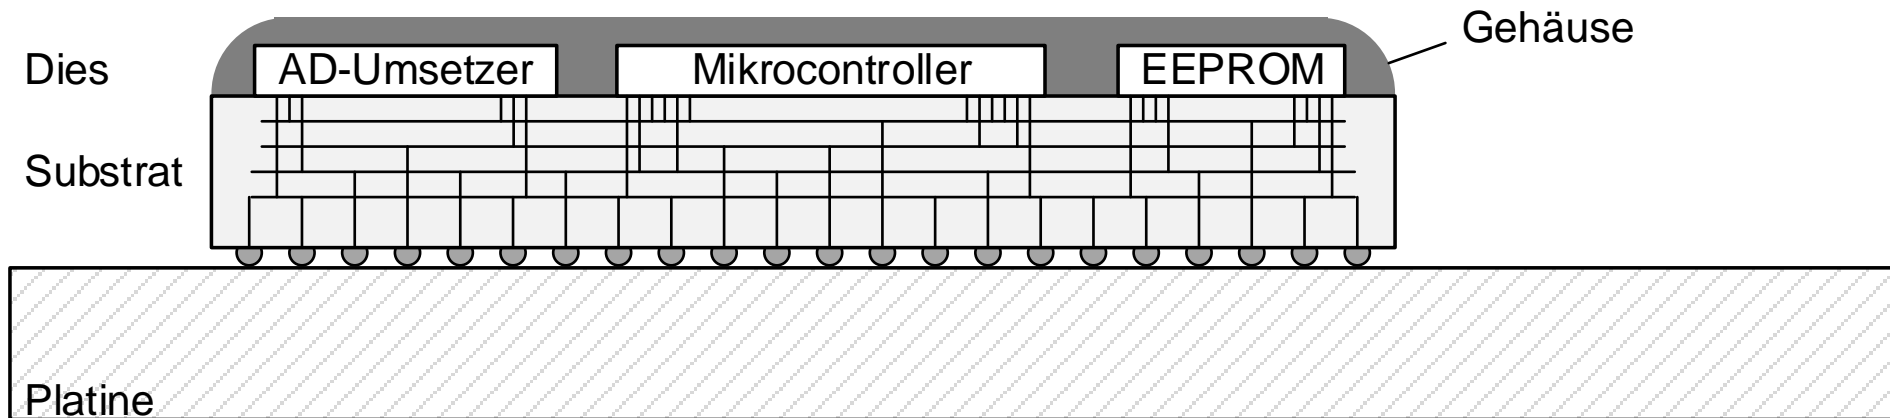 Gehäuse
Dies
AD-Umsetzer
Mikrocontroller
EEPROM
Substrat
Platine